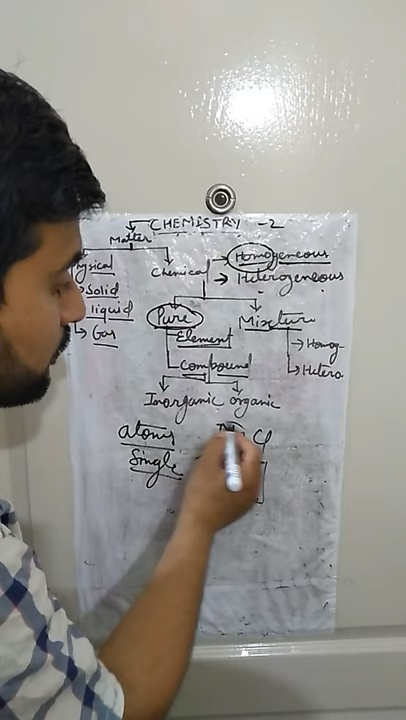 CHEMISTRY -2
Matter
Physical
Chemical
→ Homogeneous
→ Heterogeneous
→ Solid
liquid
→ Gas
Pure
Mixture
Element
Compound
→ Homog-
→ Hetero
Inorganic organic
atoms
Single